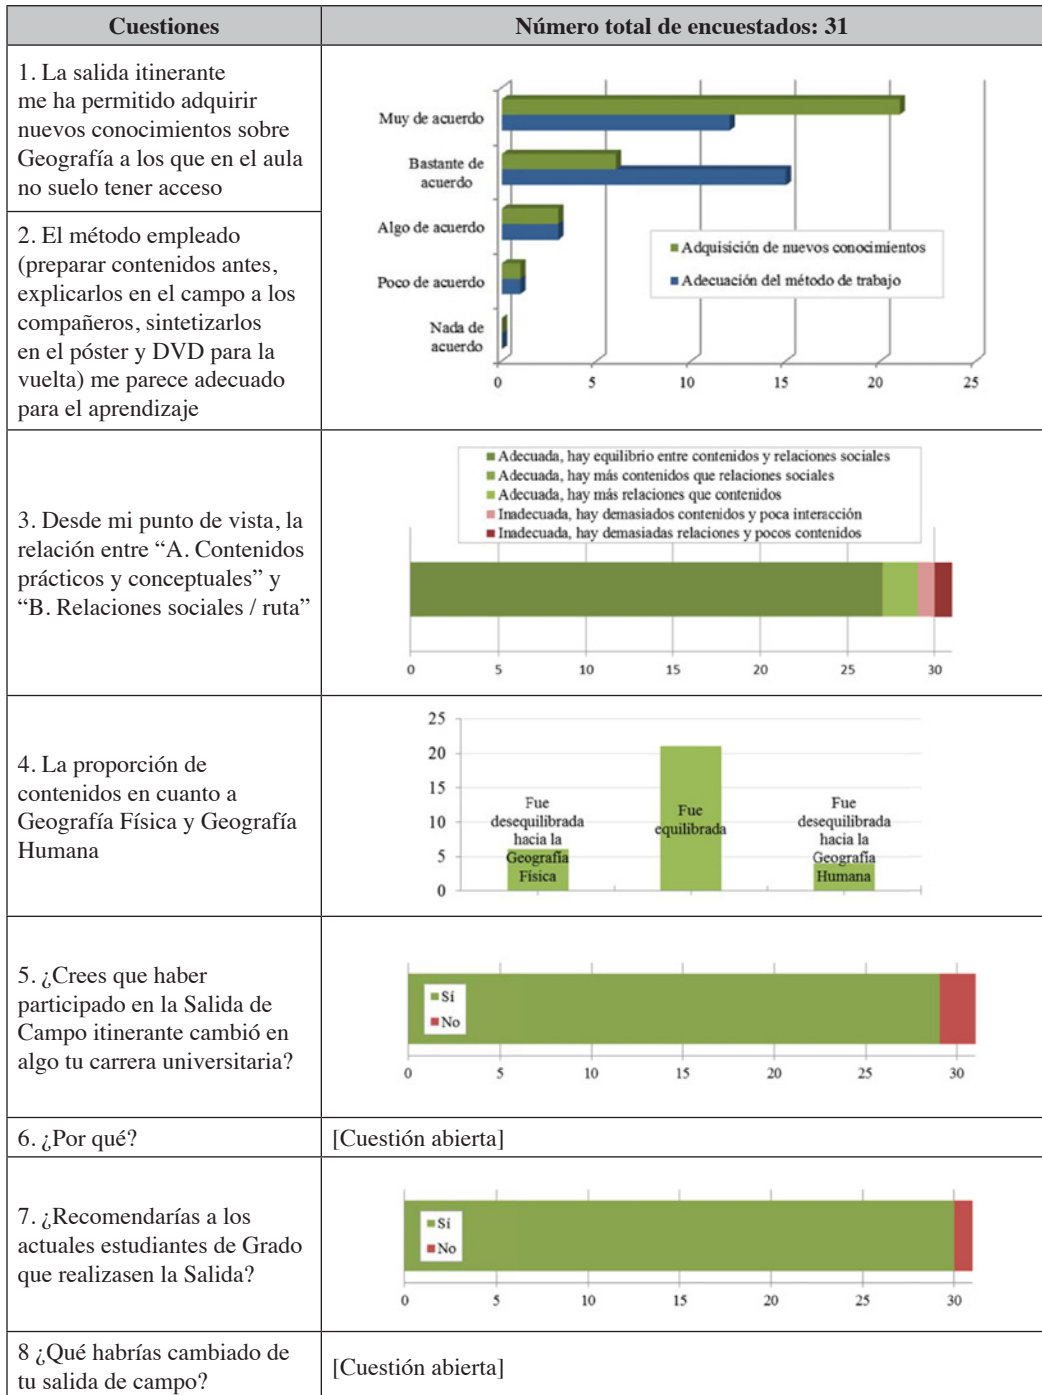 Cuestiones
Número total de encuestados: 31
1. La salida itinerante
me ha permitido adquirir
nuevos conocimientos sobre
Geografía a los que en el aula
no suelo tener acceso
2. El método empleado
(preparar contenidos antes,
explicarlos en el campo a los
compañeros, sintetizarlos
en el póster y DVD para la
vuelta) me parece adecuado
para el aprendizaje
Muy de acuerdo
Bastante de
acuerdo
Algo de acuerdo
Poco de acuerdo
Nada de
acuerdo
Adquisición de nuevos conocimientos
Adecuación del método de trabajo
0 5 10 15 20 25
3. Desde mi punto de vista, la
relación entre “A. Contenidos
prácticos y conceptuales” y
“B. Relaciones sociales / ruta”
Adecuada, hay equilibrio entre contenidos y relaciones sociales
Adecuada, hay más contenidos que relaciones sociales
Adecuada, hay más relaciones que contenidos
Inadecuada, hay demasiados contenidos y poca interacción
Inadecuada, hay demasiadas relaciones y pocos contenidos
0 5 10 15 20 25 30
4. La proporción de
contenidos en cuanto a
Geografía Física y Geografía
Humana
25
20
15
10
5
0
Fue
desequilibrada
hacia la
Geografía
Física
Fue
equilibrada
Fue
desequilibrada
hacia la
Geografía
Humana
5. ¿Crees que haber
participado en la Salida de
Campo itinerante cambió en
algo tu carrera universitaria?
Sí
No
0 5 10 15 20 25 30
6. ¿Por qué?
[Cuestión abierta]
7. ¿Recomendarías a los
actuales estudiantes de Grado
que realizasen la Salida?
Sí
No
0 5 10 15 20 25 30
8 ¿Qué habrías cambiado de
tu salida de campo?
[Cuestión abierta]